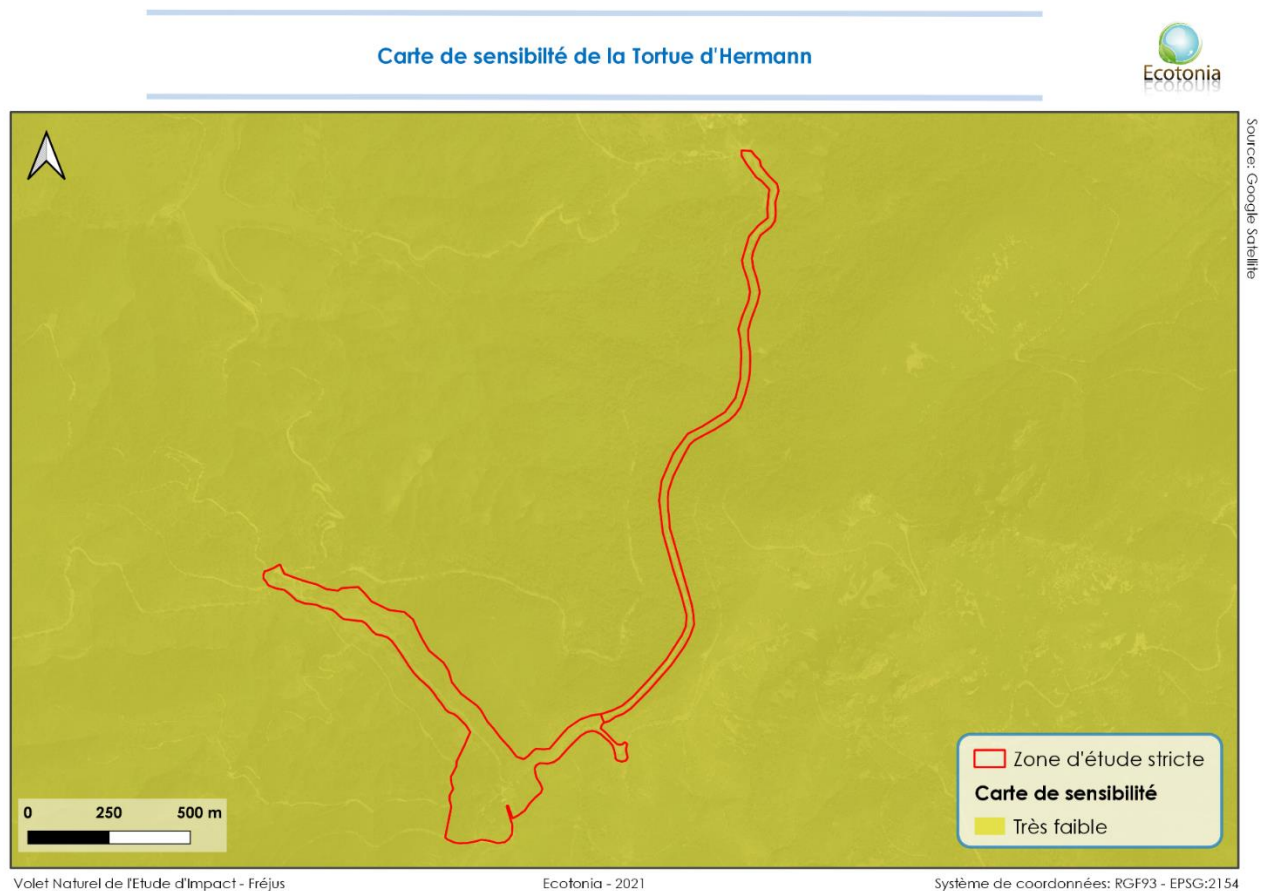 Carte de sensibilté de la Tortue d'Hermann
Ecotonia
Source: Google Satellite
0 250 500 m
Zone d'étude stricte
Carte de sensibilité
Très faible
Volet Naturel de l'Etude d'Impact - Fréjus
Ecotonia - 2021
Système de coordonnées: RGF93 - EPSG:2154